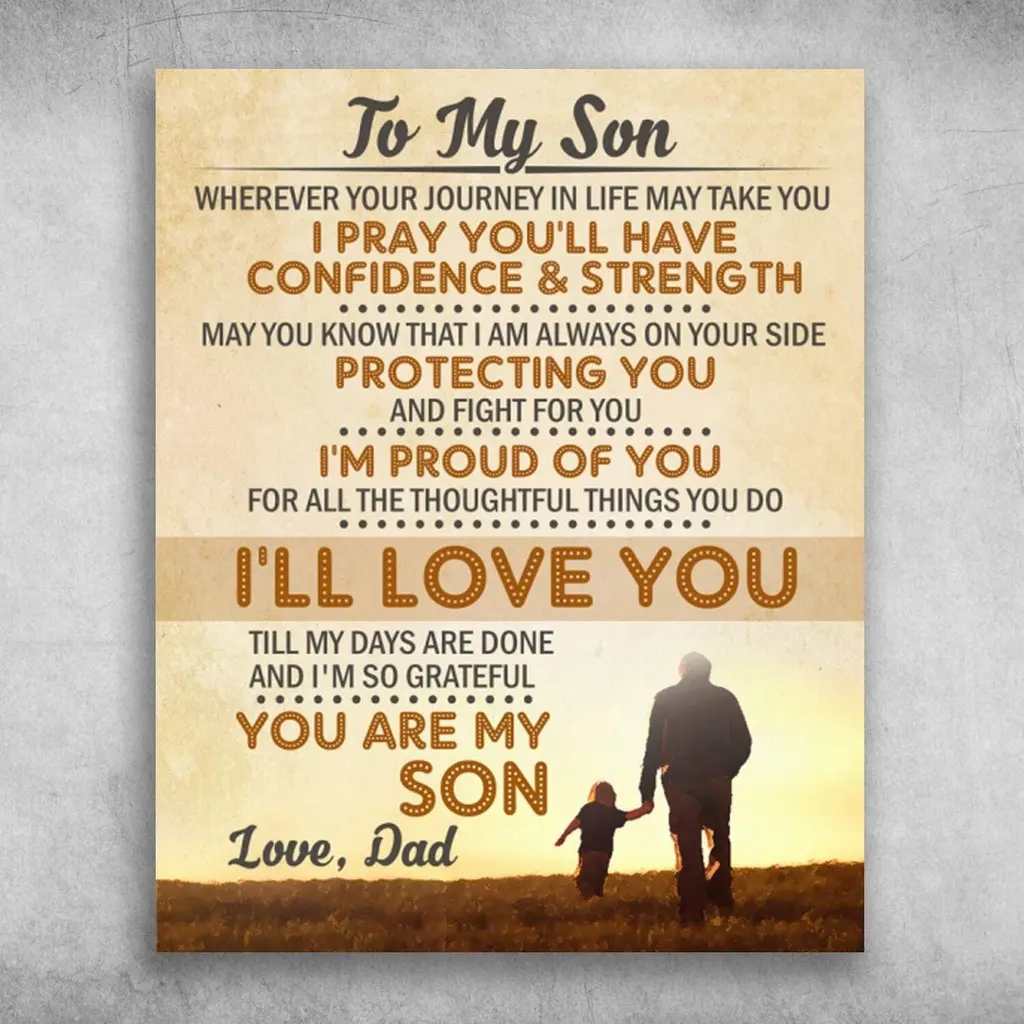 To My Son
WHEREVER YOUR JOURNEY IN LIFE MAY TAKE YOU
I PRAY YOU'LL HAVE
CONFIDENCE & STRENGTH
MAY YOU KNOW THAT I AM ALWAYS ON YOUR SIDE
PROTECTING YOU
AND FIGHT FOR YOU
I'M PROUD OF YOU
FOR ALL THE THOUGHTFUL THINGS YOU DO
I'LL LOVE YOU
TILL MY DAYS ARE DONE
AND I'M SO GRATEFUL
YOU ARE MY
SON
Love, Dad